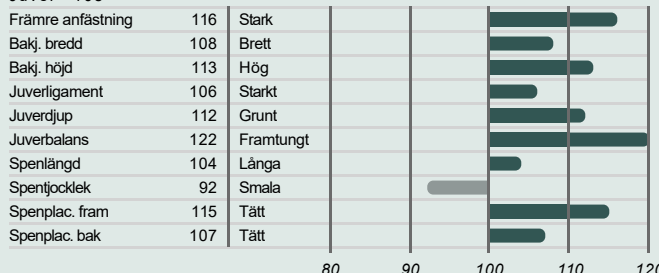 Främre anfästning 116 Stark
Bakj. bredd 108 Brett
Bakj. höjd 113 Hög
Juverligament 106 Starkt
Juverdjup 112 Grunt
Juverbalans 122 Framtungt
Spenlängd 104 Långa
Spentjocklek 92 Smala
Spenplac. fram 115 Tätt
Spenplac. bak 107 Tätt
80 90 100 110 120